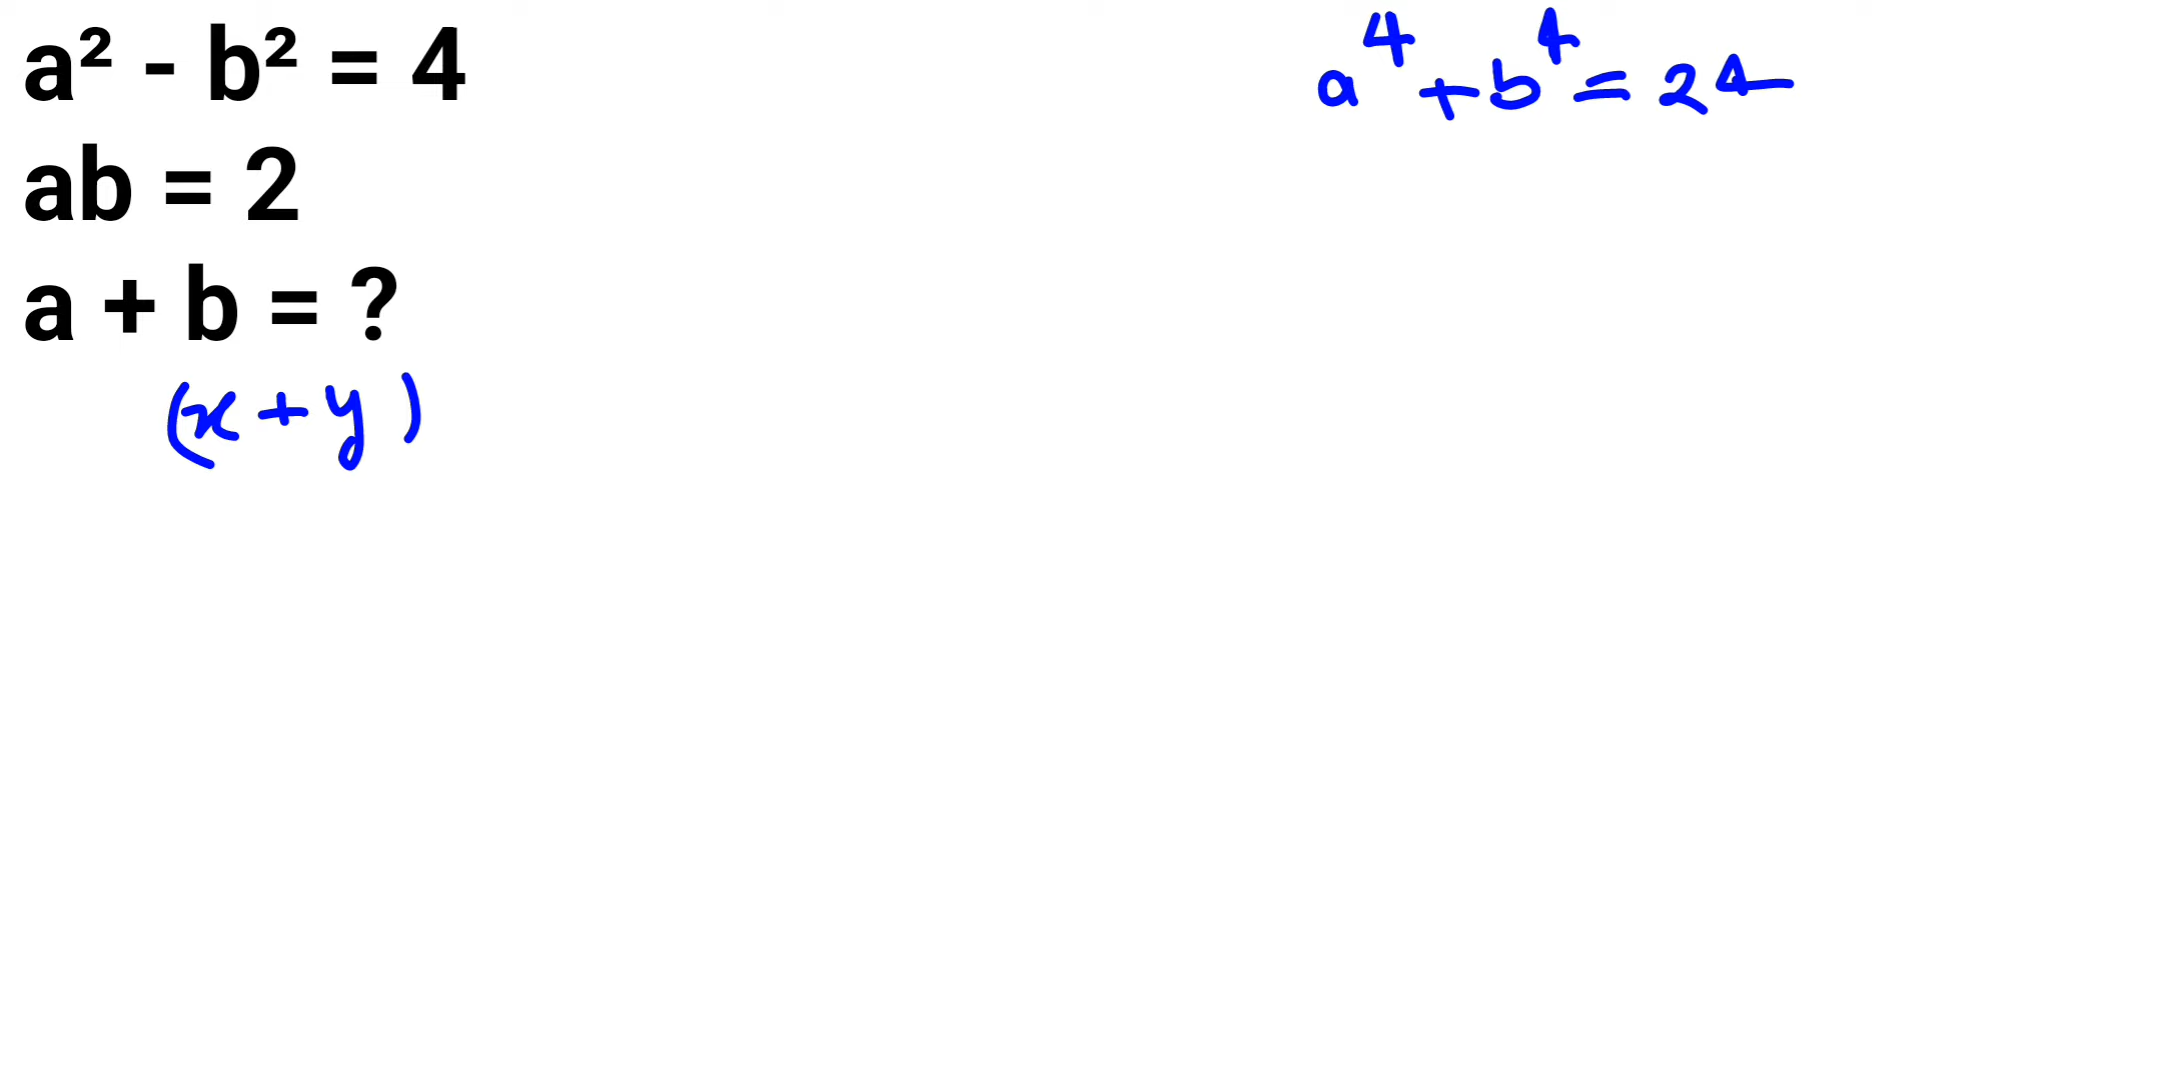 a² - b² = 4
a⁴+b⁴=24
ab = 2
a + b = ?
(x+y)